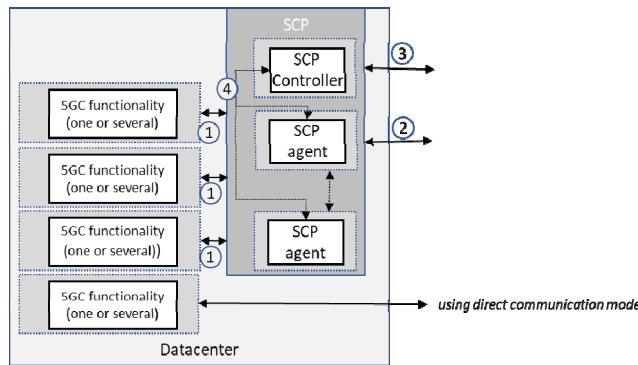 SCP
SCP
Controller
3
4
5GC functionality
(one or several)
1
SCP
agent
2
5GC functionality
(one or several)
1
5GC functionality
(one or several))
1
SCP
agent
5GC functionality
(one or several)
using direct communication mode
Datacenter